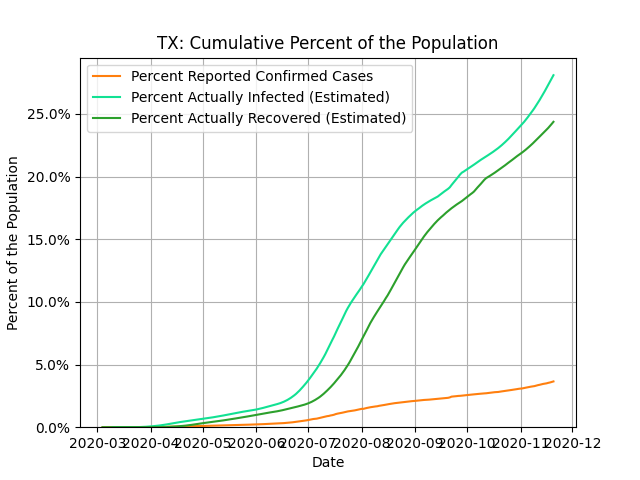 TX: Cumulative Percent of the Population
Percent Reported Confirmed Cases
Percent Actually Infected (Estimated)
Percent Actually Recovered (Estimated)
Percent of the Population
25.0%
20.0%
15.0%
10.0%
5.0%
0.0%
2020-03 2020-04 2020-05 2020-06 2020-07 2020-08 2020-09 2020-10 2020-11 2020-12
Date